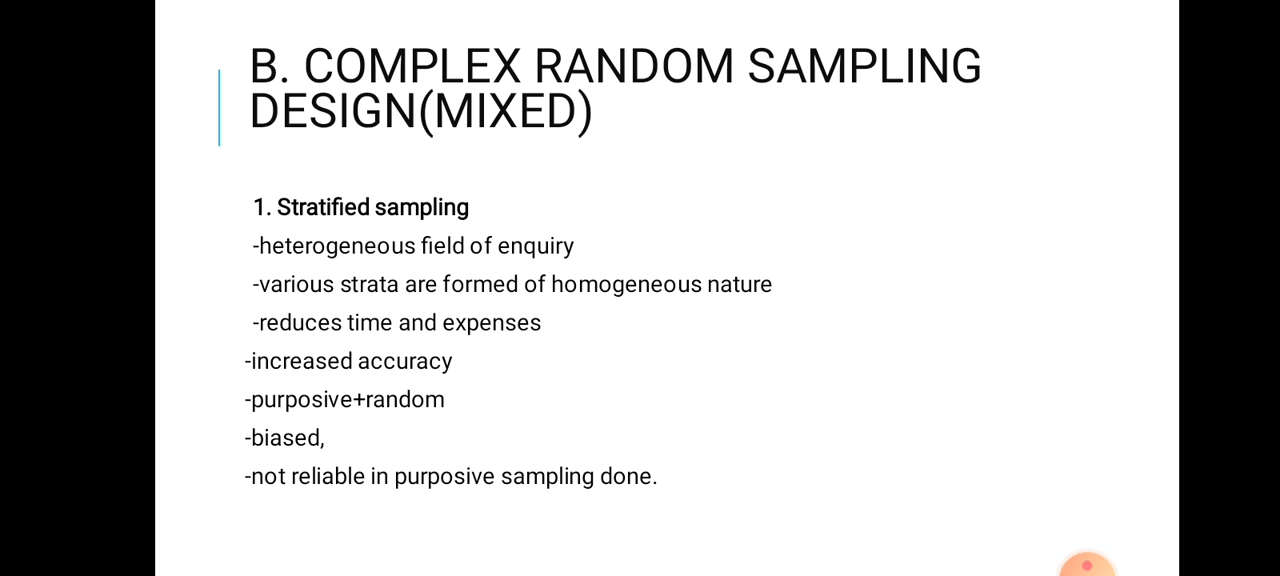 B. COMPLEX RANDOM SAMPLING
DESIGN(MIXED)
1. Stratified sampling
-heterogeneous field of enquiry
-various strata are formed of homogeneous nature
-reduces time and expenses
-increased accuracy
-purposive+random
-biased,
-not reliable in purposive sampling done.